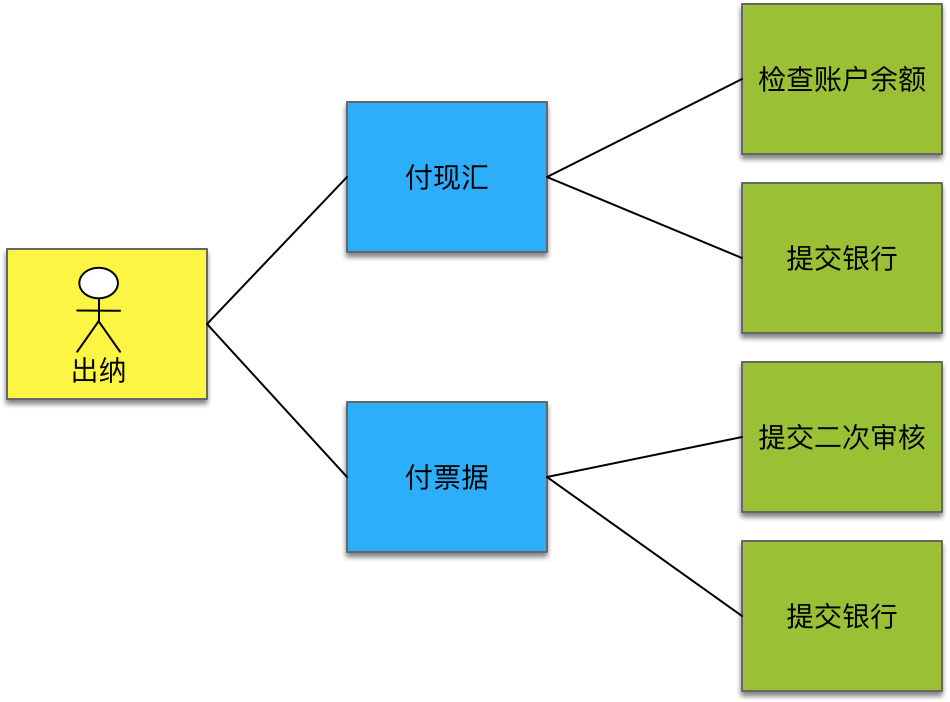 出纳
付现汇
付票据
检查账户余额
提交银行
提交二次审核
提交银行